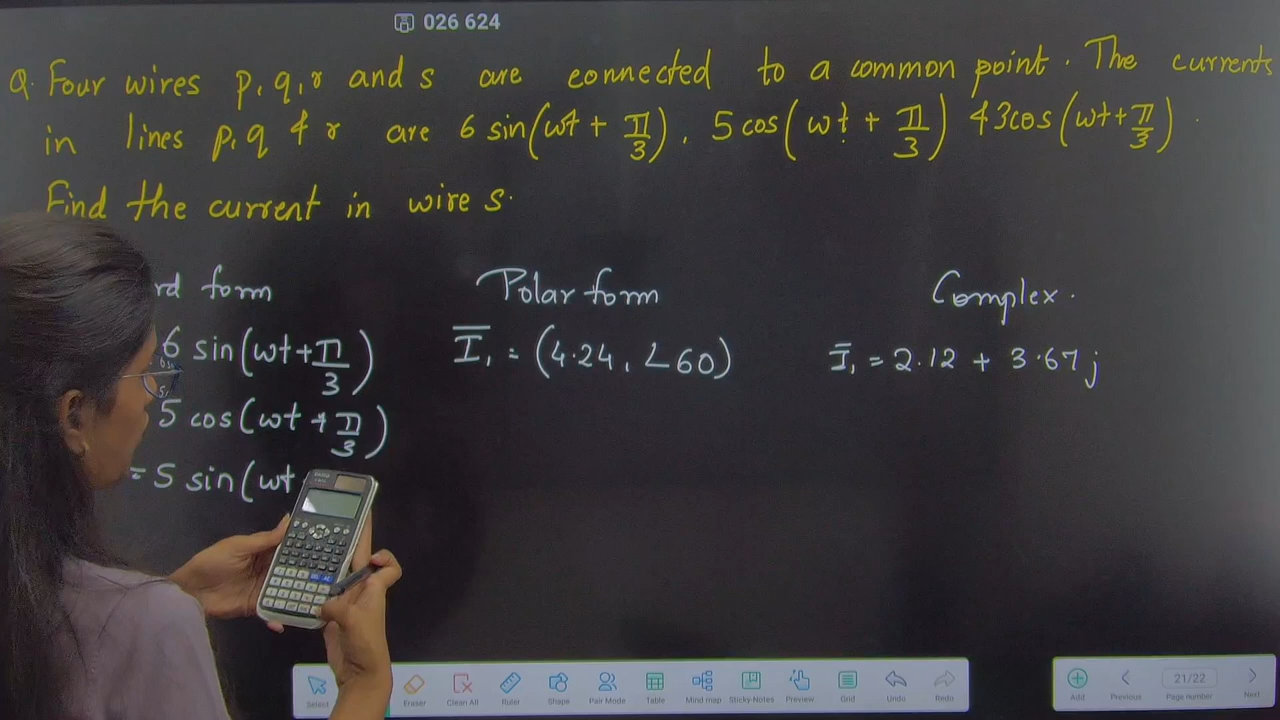 026 624
Q. Four wires p, q, r and s are connected to a common point. The currents
in lines p, q & r are 6 sin(ωt + π/3), 5 cos(ωt + π/3) & 3cos(ωt + π/3).
Find the current in wire s.
rd form Polar form Complex.
6 sin(ωt + π/3) I̅₁ = (4.24, ∠60) I̅₁ = 2.12 + 3.67j
5 cos(ωt + π/3)
= 5 sin(ωt
Select Eraser Clean All Ruler Shape Pair Mode Table Mind map Sticky-Notes Preview Grid Undo Redo
Add Previous 21/22 Page number Next